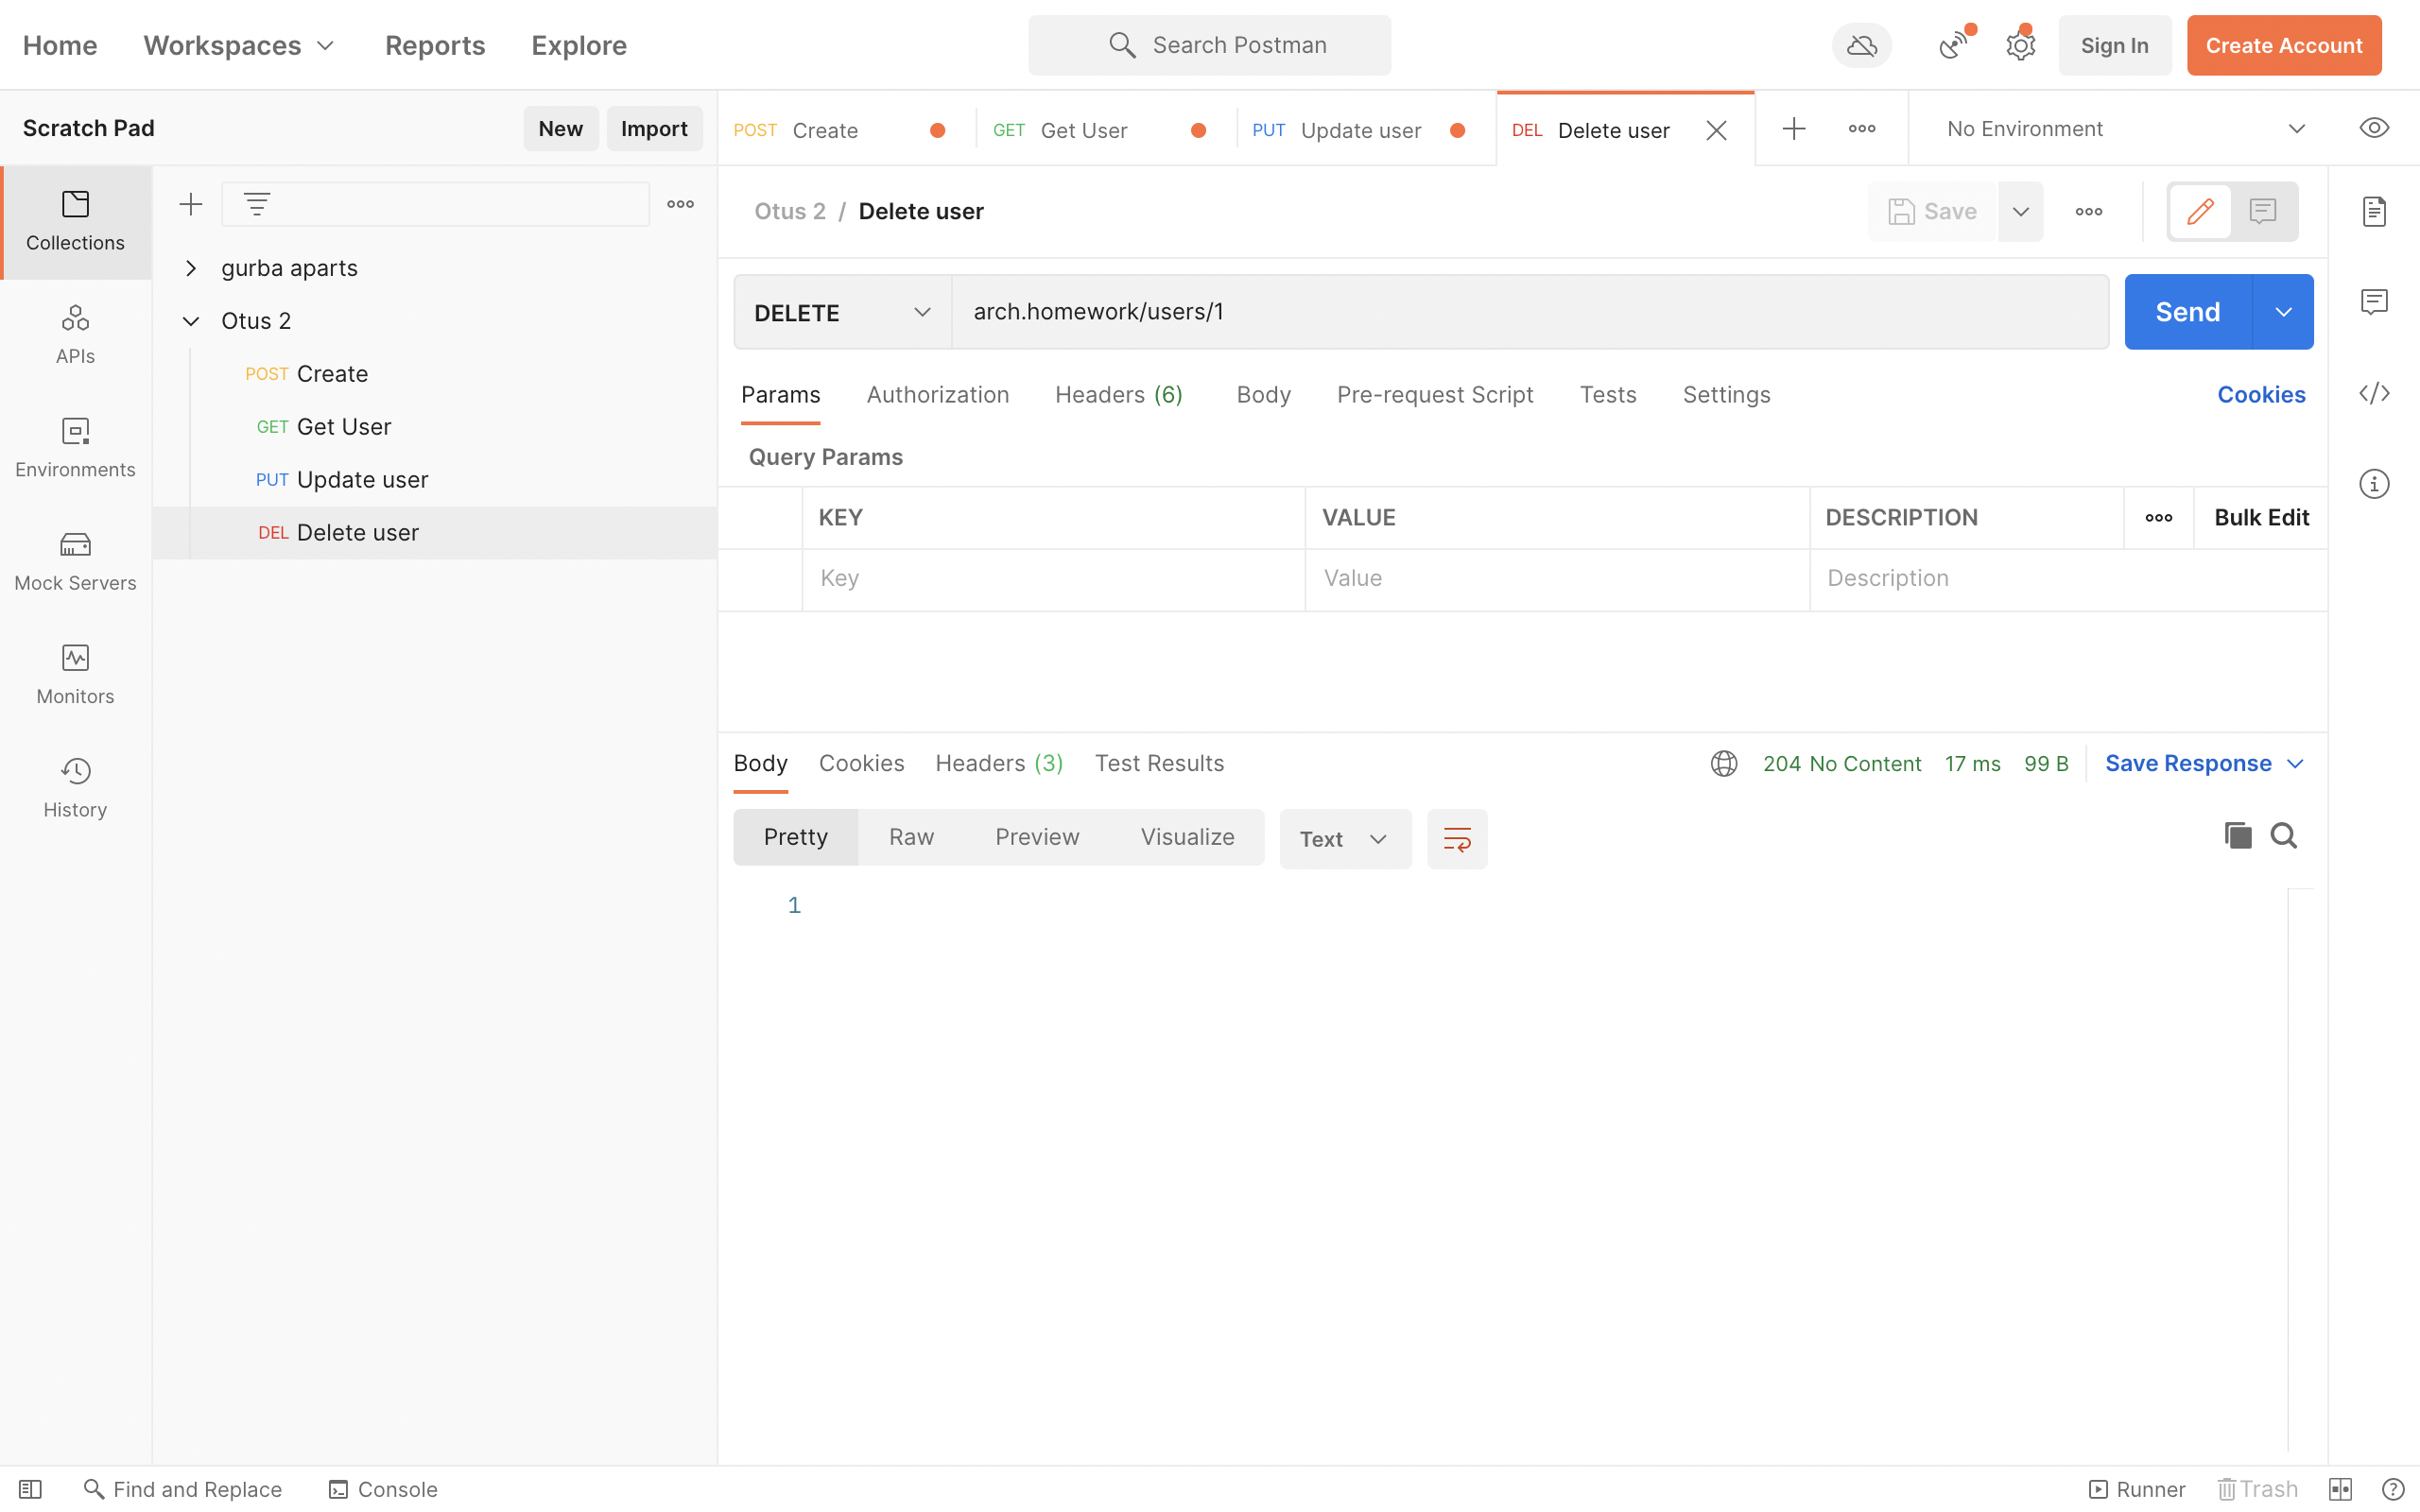 Home Workspaces Reports Explore Search Postman Sign In Create Account
Scratch Pad New Import
POST Create GET Get User PUT Update user DEL Delete user No Environment
Collections
APIs
Environments
Mock Servers
Monitors
History
gurba aparts
Otus 2
POST Create
GET Get User
PUT Update user
DEL Delete user
Otus 2 / Delete user Save
DELETE arch.homework/users/1 Send
Params Authorization Headers (6) Body Pre-request Script Tests Settings Cookies
Query Params
KEY VALUE DESCRIPTION Bulk Edit
Key Value Description
Body Cookies Headers (3) Test Results 204 No Content 17 ms 99 B Save Response
Pretty Raw Preview Visualize Text
1
Find and Replace Console Runner Trash